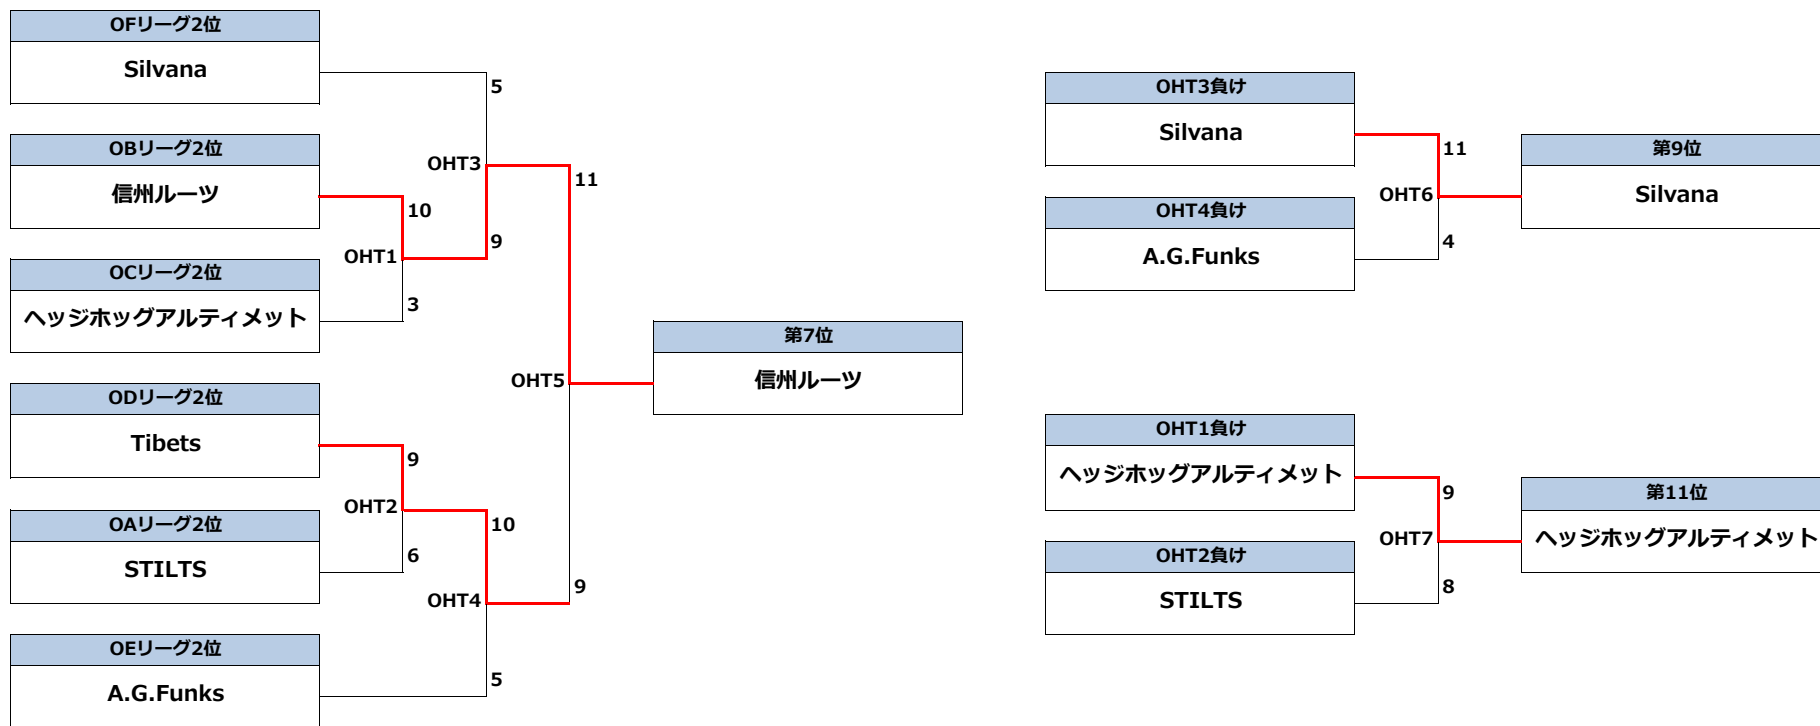 OFリーグ2位
Silvana
5
OBリーグ2位
信州ルーツ
10
OHT3
11
OHT1
9
OCリーグ2位
ヘッジホッグアルティメット
3
第7位
信州ルーツ
OHT5
ODリーグ2位
Tibets
9
OHT2
10
OAリーグ2位
STILTS
6
OHT4
9
OEリーグ2位
A.G.Funks
5
OHT3負け
Silvana
11
第9位
Silvana
OHT6
OHT4負け
A.G.Funks
4
OHT1負け
ヘッジホッグアルティメット
9
第11位
ヘッジホッグアルティメット
OHT7
OHT2負け
STILTS
8